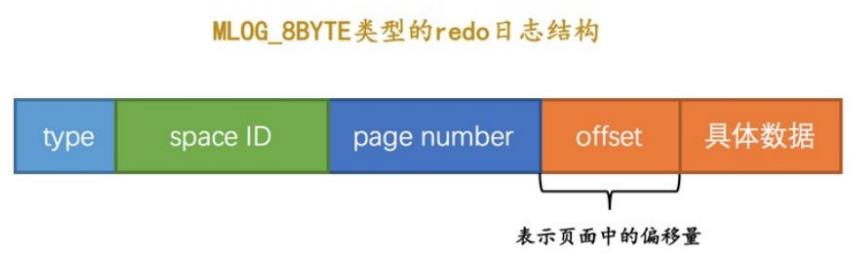 MLOG_8BYTE类型的redo日志结构
type space ID page number offset 具体数据
表示页面中的偏移量